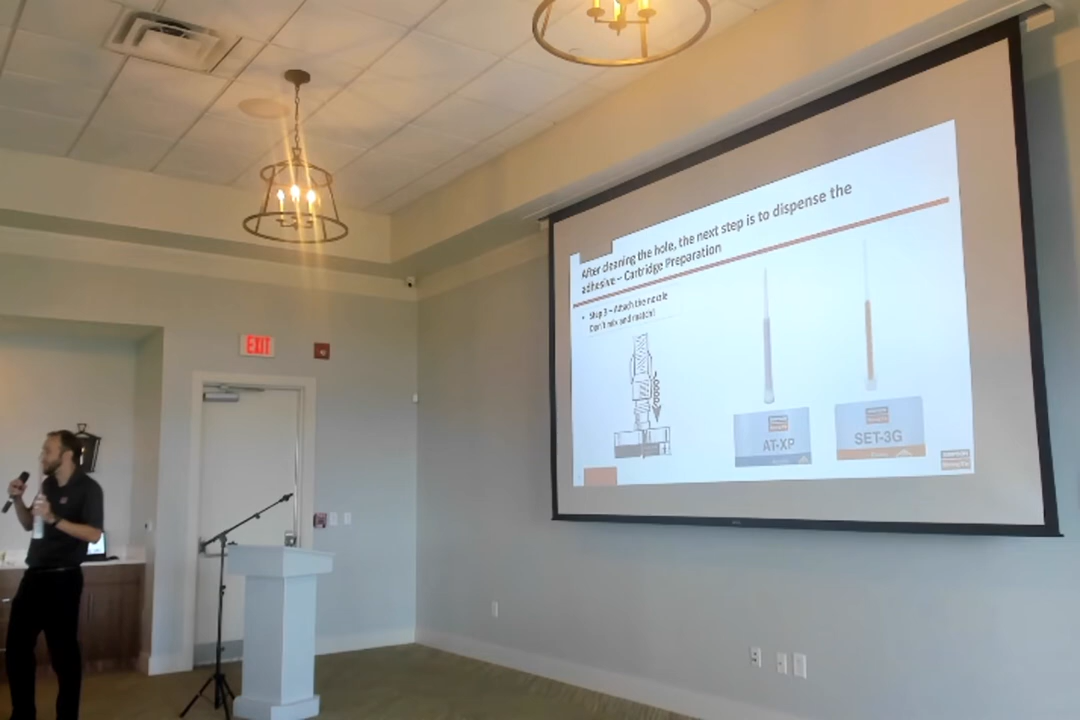 After cleaning the hole, the next step is to dispense the
adhesive – Cartridge Preparation
• Step 3 – Attach the nozzle
Don't mix and match!
EXIT
AT-XP
SET-3G